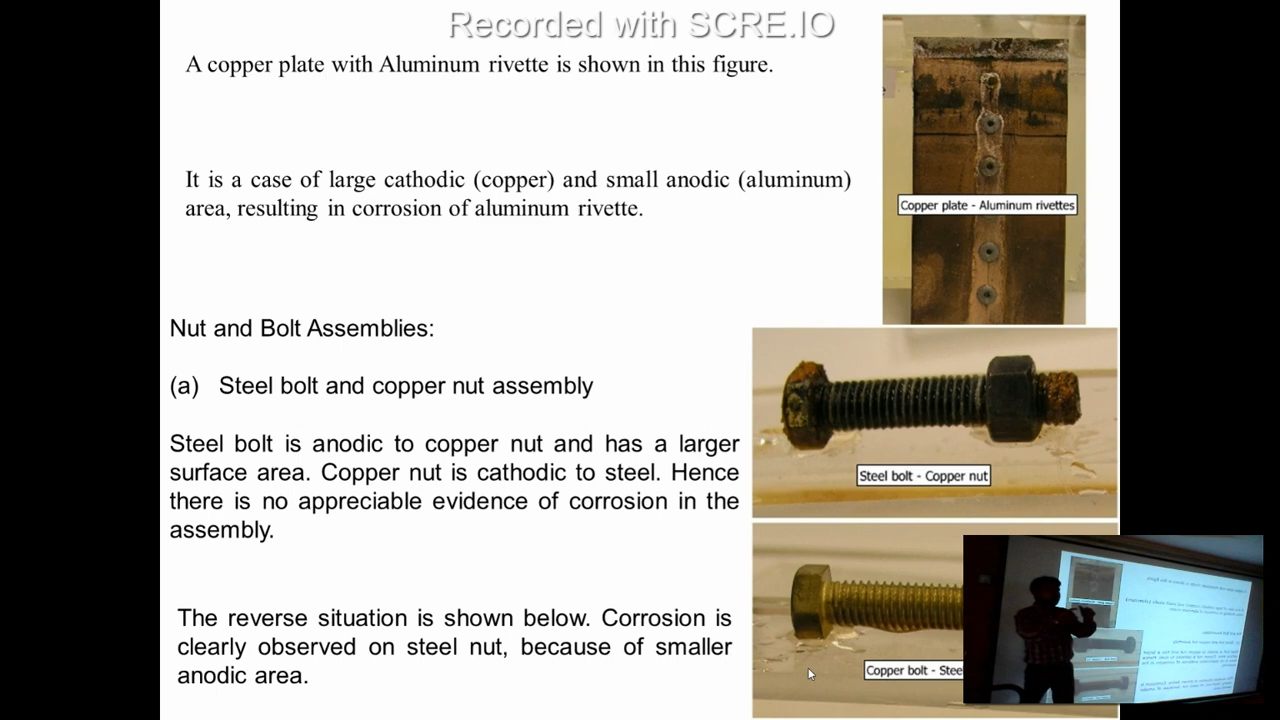 Recorded with SCRE.IO
A copper plate with Aluminum rivette is shown in this figure.
It is a case of large cathodic (copper) and small anodic (aluminum)
area, resulting in corrosion of aluminum rivette.
Copper plate - Aluminum rivettes
Nut and Bolt Assemblies:
(a) Steel bolt and copper nut assembly
Steel bolt is anodic to copper nut and has a larger
surface area. Copper nut is cathodic to steel. Hence
there is no appreciable evidence of corrosion in the
assembly.
Steel bolt - Copper nut
The reverse situation is shown below. Corrosion is
clearly observed on steel nut, because of smaller
anodic area.
Copper bolt - Stee